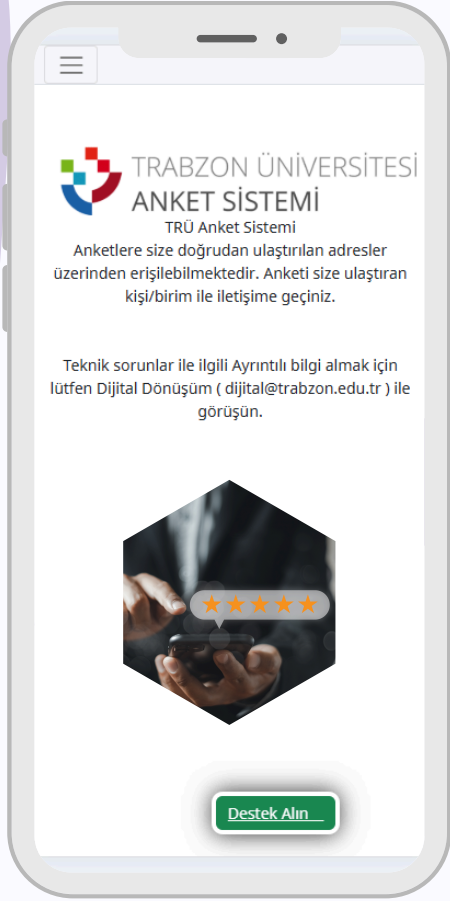 TRABZON ÜNİVERSİTESİ
ANKET SİSTEMİ
TRÜ Anket Sistemi
Anketlere size doğrudan ulaştırılan adresler
üzerinden erişilebilmektedir. Anketi size ulaştıran
kişi/birim ile iletişime geçiniz.
Teknik sorunlar ile ilgili Ayrıntılı bilgi almak için
lütfen Dijital Dönüşüm ( dijital@trabzon.edu.tr ) ile
görüşün.
Destek Alın